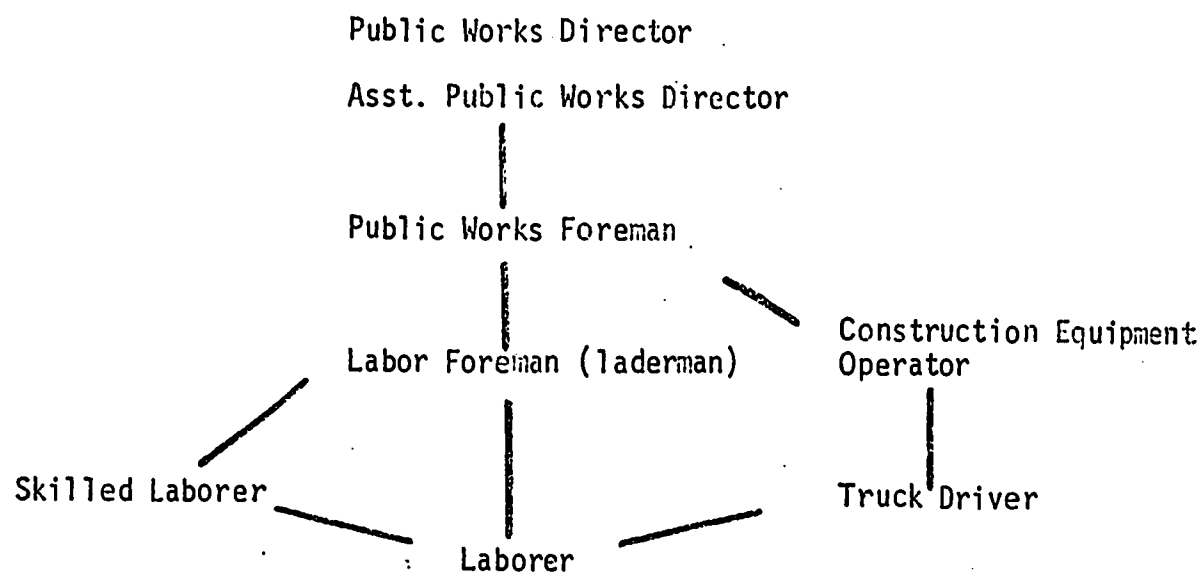 Public Works Director
Asst. Public Works Director
Public Works Foreman
Construction Equipment
Operator
Labor Foreman (laderman)
Skilled Laborer
Truck Driver
Laborer